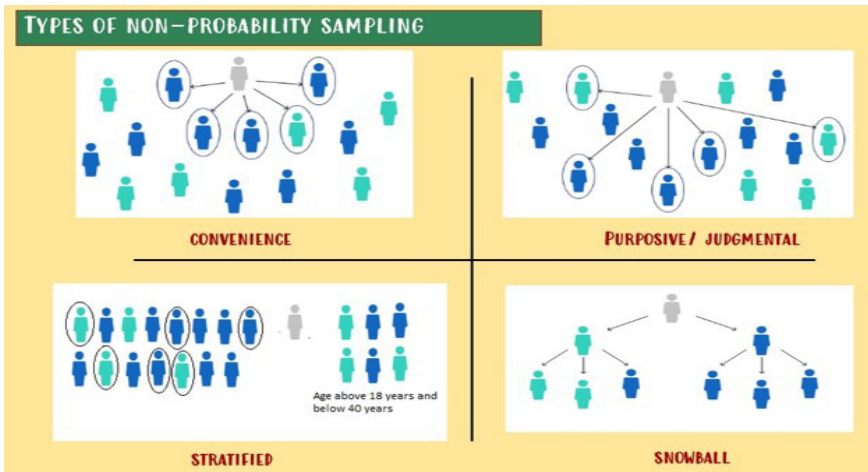 TYPES OF NON-PROBABILITY SAMPLING
CONVENIENCE
PURPOSIVE/ JUDGMENTAL
Age above 18 years and
below 40 years
STRATIFIED
SNOWBALL